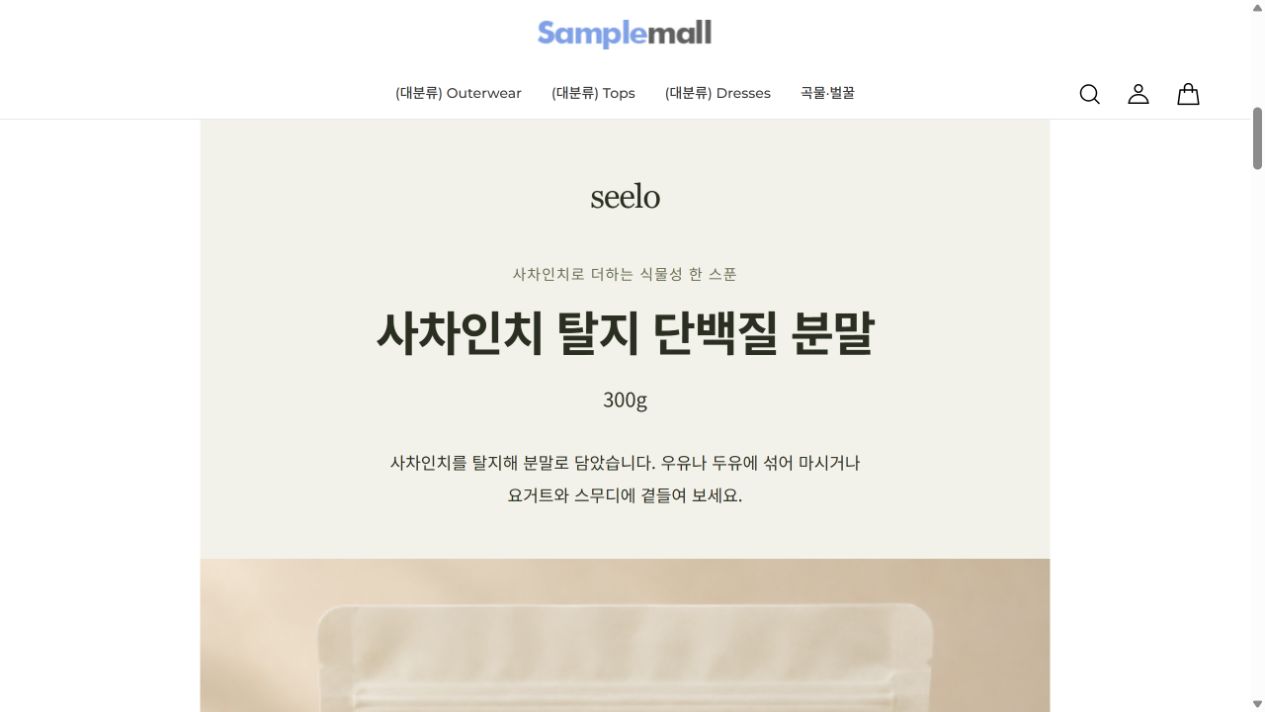 Samplemall
(대분류) Outerwear (대분류) Tops (대분류) Dresses 곡물·벌꿀
seelo
사차인치로 더하는 식물성 한 스푼
사차인치 탈지 단백질 분말
300g
사차인치를 탈지해 분말로 담았습니다. 우유나 두유에 섞어 마시거나
요거트와 스무디에 곁들여 보세요.